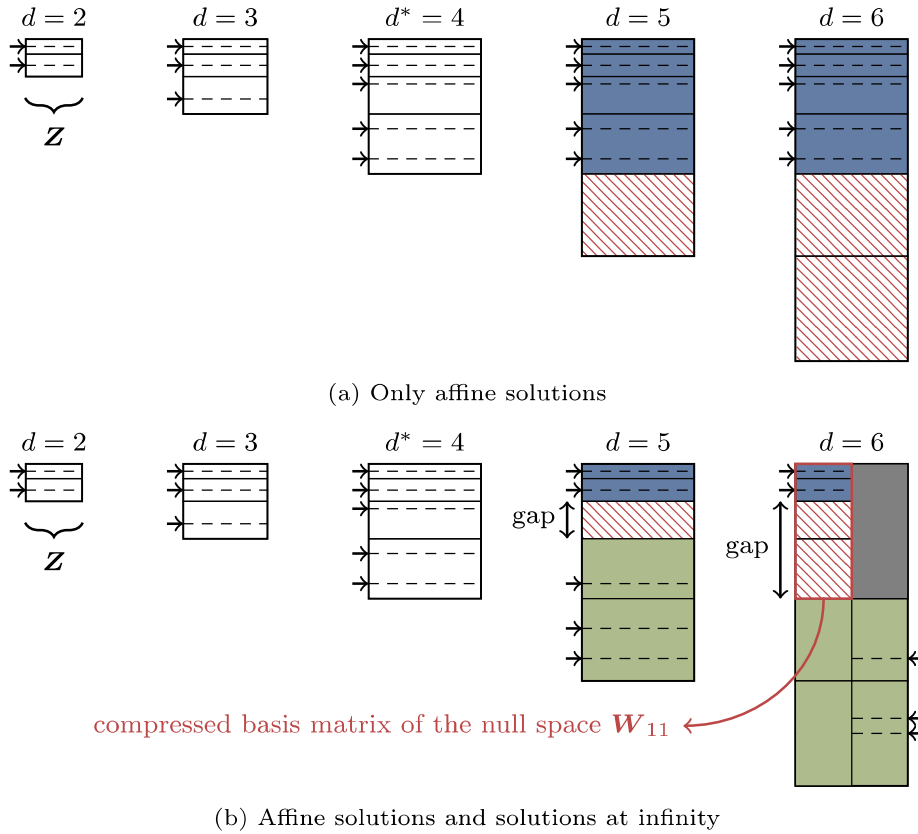 d = 2 d = 3 d* = 4 d = 5 d = 6
Z
(a) Only affine solutions
d = 2 d = 3 d* = 4 d = 5 d = 6
gap
gap
Z
compressed basis matrix of the null space W₁₁
(b) Affine solutions and solutions at infinity